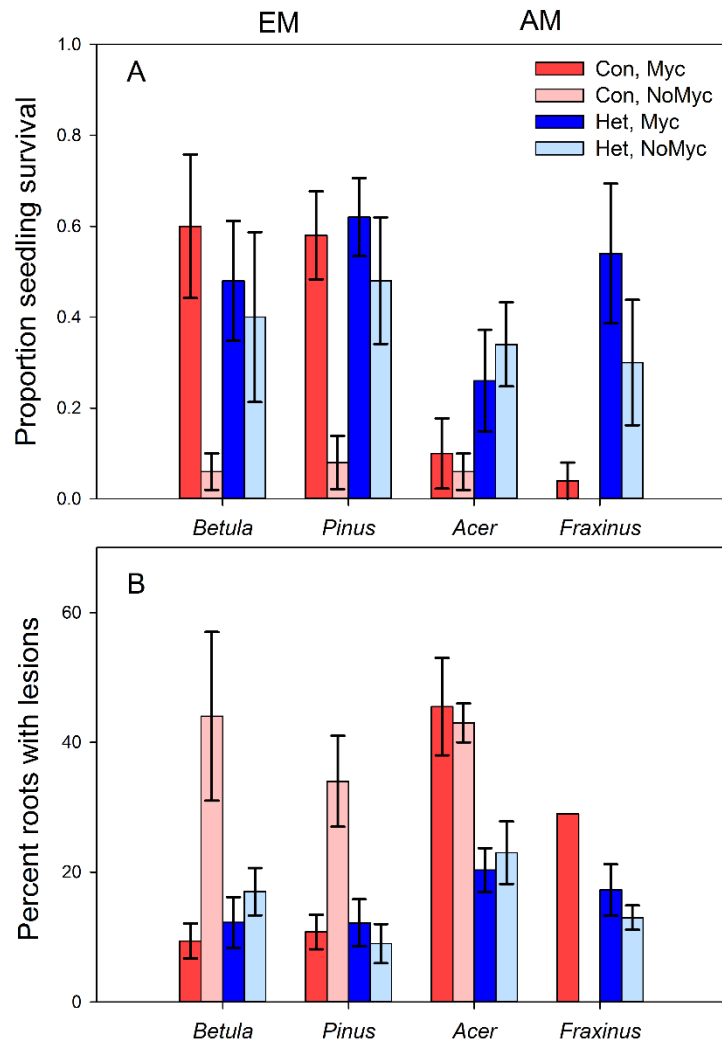 EM AM
A
Con, Myc
Con, NoMyc
Het, Myc
Het, NoMyc
Proportion seedling survival
1.0
0.8
0.6
0.4
0.2
0.0
Betula Pinus Acer Fraxinus
B
Percent roots with lesions
60
40
20
0
Betula Pinus Acer Fraxinus